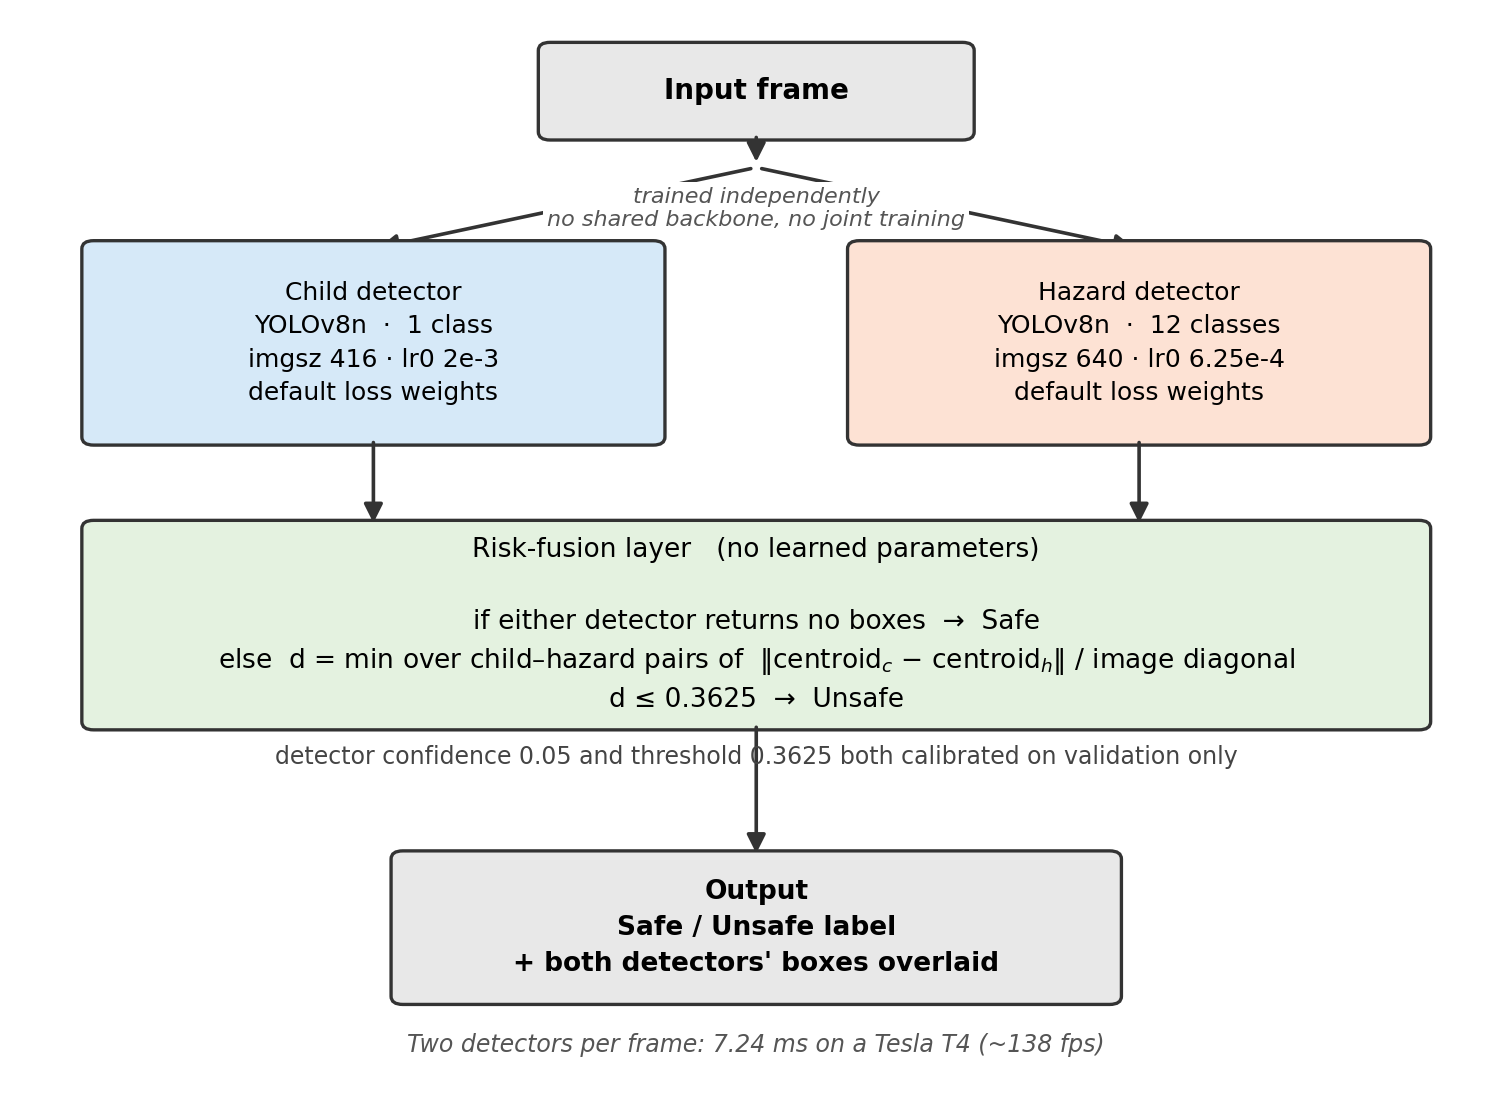 Input frame
trained independently
no shared backbone, no joint training
Child detector
YOLOv8n · 1 class
imgsz 416 · lr0 2e-3
default loss weights
Hazard detector
YOLOv8n · 12 classes
imgsz 640 · lr0 6.25e-4
default loss weights
Risk-fusion layer (no learned parameters)
if either detector returns no boxes → Safe
else d = min over child–hazard pairs of ‖centroid_c − centroid_h‖ / image diagonal
d ≤ 0.3625 → Unsafe
detector confidence 0.05 and threshold 0.3625 both calibrated on validation only
Output
Safe / Unsafe label
+ both detectors' boxes overlaid
Two detectors per frame: 7.24 ms on a Tesla T4 (~138 fps)